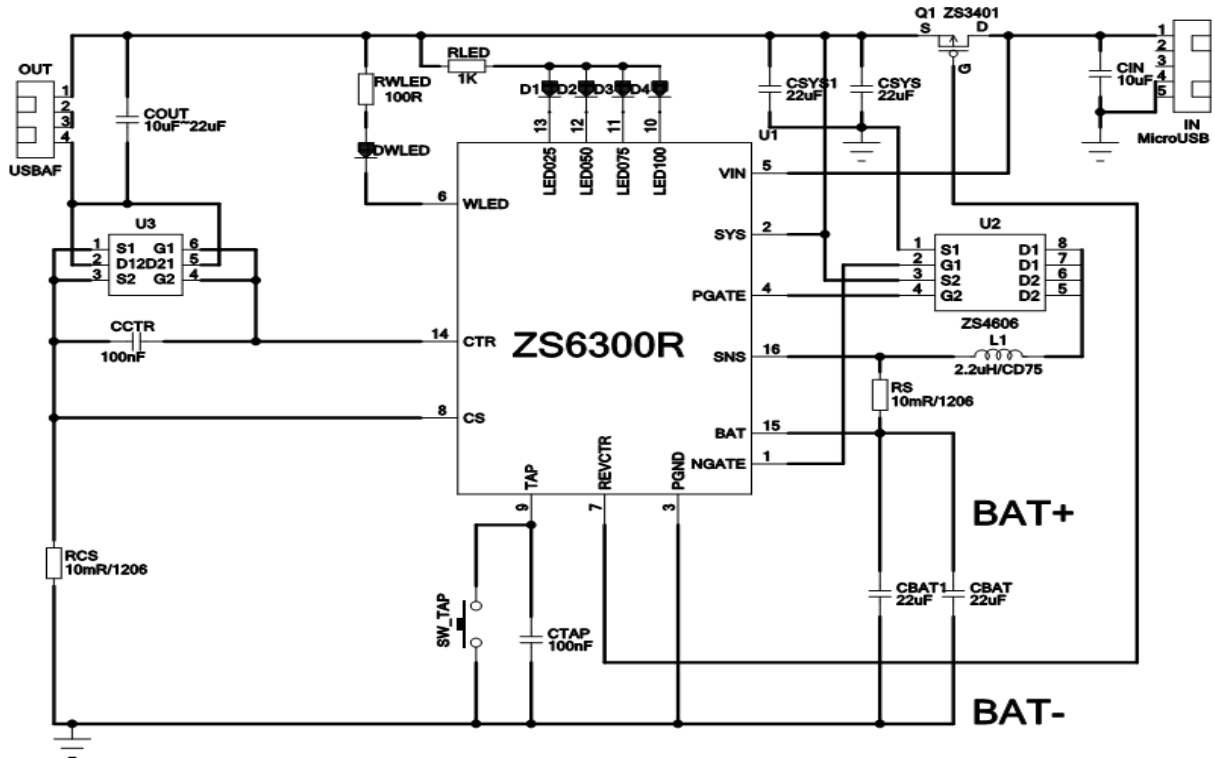 Q1 ZS3401
S
D
G
1
2
3
4
5
IN
MicroUSB
CIN
10uF
OUT
1
2
3
4
USBAF
COUT
10uF~22uF
RWLED
100R
DWLED
RLED
1K
D1
D2
D3
D4
13
12
11
10
LED025
LED050
LED075
LED100
CSYS1
22uF
CSYS
22uF
U1
VIN
5
6
WLED
SYS
2
PGATE
4
U3
1
S1
G1
6
2
D12D21
5
3
S2
G2
4
U2
1
S1
D1
8
2
G1
D1
7
3
S2
D2
6
4
G2
D2
5
ZS4606
L1
2.2uH/CD75
CCTR
100nF
14
CTR
ZS6300R
SNS
16
RS
10mR/1206
8
CS
BAT
15
NGATE
1
TAP
REVCTR
PGND
9
7
3
BAT+
RCS
10mR/1206
SW_TAP
CTAP
100nF
CBAT1
22uF
CBAT
22uF
BAT-